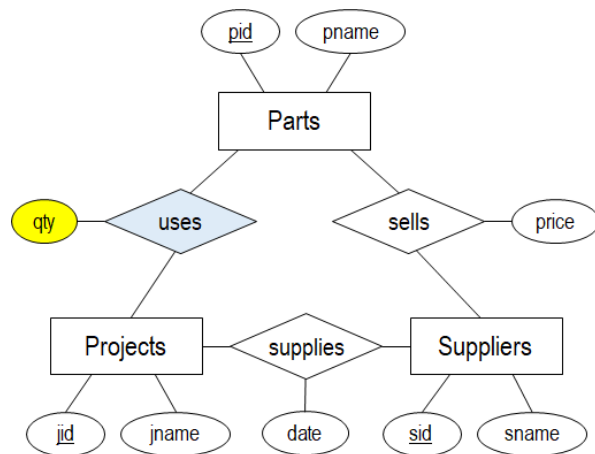 pid
pname
Parts
qty
uses
sells
price
Projects
supplies
Suppliers
jid
jname
date
sid
sname